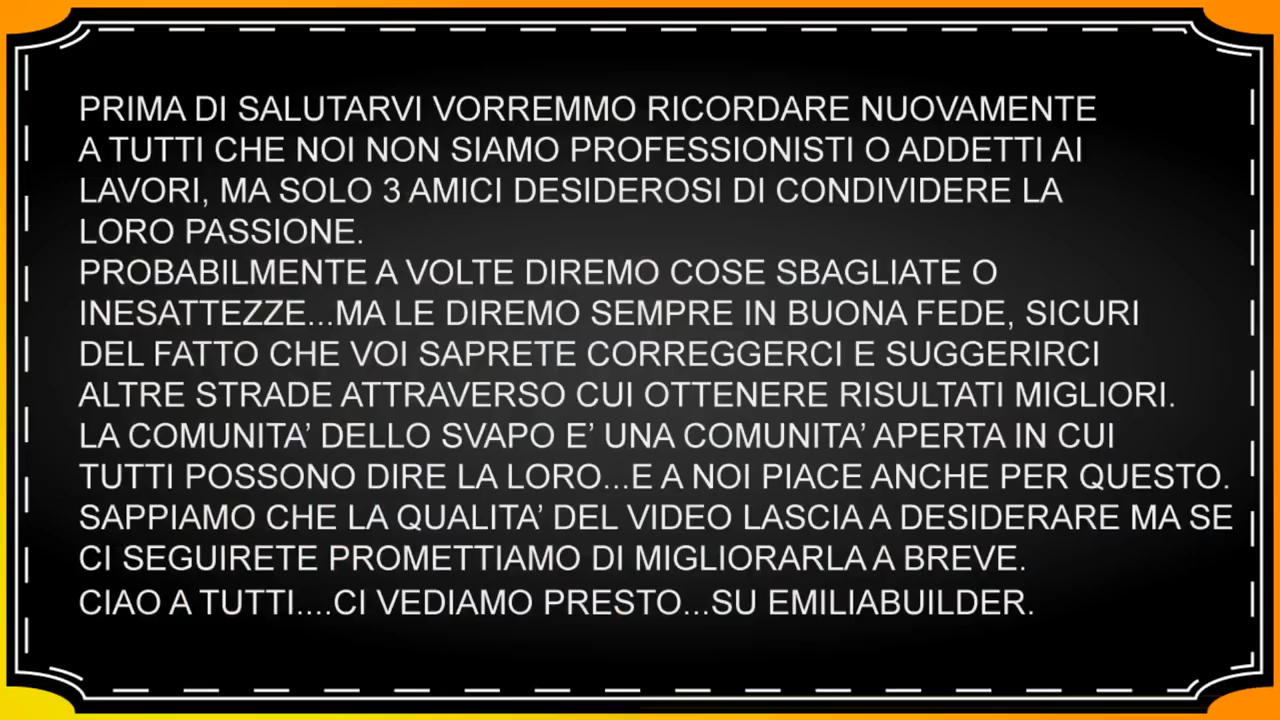 PRIMA DI SALUTARVI VORREMMO RICORDARE NUOVAMENTE
A TUTTI CHE NOI NON SIAMO PROFESSIONISTI O ADDETTI AI
LAVORI, MA SOLO 3 AMICI DESIDEROSI DI CONDIVIDERE LA
LORO PASSIONE.
PROBABILMENTE A VOLTE DIREMO COSE SBAGLIATE O
INESATTEZZE...MA LE DIREMO SEMPRE IN BUONA FEDE, SICURI
DEL FATTO CHE VOI SAPRETE CORREGGERCI E SUGGERIRCI
ALTRE STRADE ATTRAVERSO CUI OTTENERE RISULTATI MIGLIORI.
LA COMUNITA’ DELLO SVAPO E’ UNA COMUNITA’ APERTA IN CUI
TUTTI POSSONO DIRE LA LORO...E A NOI PIACE ANCHE PER QUESTO.
SAPPIAMO CHE LA QUALITA’ DEL VIDEO LASCIA A DESIDERARE MA SE
CI SEGUIRETE PROMETTIAMO DI MIGLIORARLA A BREVE.
CIAO A TUTTI....CI VEDIAMO PRESTO...SU EMILIABUILDER.